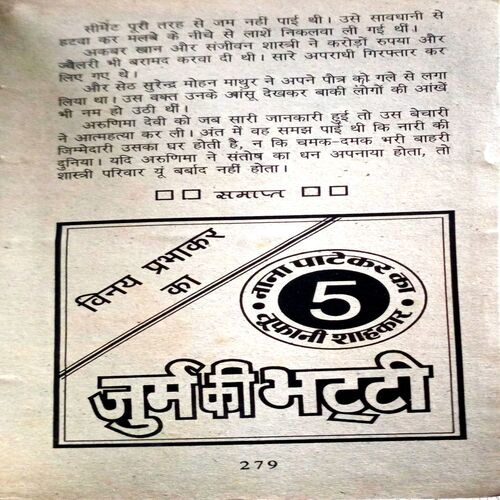 सीमेंट पूरी तरह से जम नहीं पाई थी। उसे सावधानी से
हटवा कर मलबे के नीचे से लाशें निकलवा ली गईं थीं।
अकबर खान और संजीवन शास्त्री ने करोड़ों रुपया और
ज्वैलरी भी बरामद करवा दी थी। सारे अपराधी गिरफ्तार कर
लिए गए थे।
और सेठ सुरेन्द्र मोहन माथुर ने अपने पौत्र को गले से लगा
लिया था। उस वक्त उनके आंसू देखकर बाकी लोगों की आंखें
भी नम हो उठी थीं।
अरुणिमा देवी को जब सारी जानकारी हुई तो उस बेचारी
ने आत्महत्या कर ली। अंत में वह समझ पाई थी कि नारी की
जिम्मेदारी उसका घर होती है, न कि चमक-दमक भरी बाहरी
दुनिया। यदि अरुणिमा ने संतोष का धन अपनाया होता, तो
शास्त्री परिवार यूं बर्बाद नहीं होता।
□ □ समाप्त □ □
विनय प्रभाकर
का
नाना पाटेकर का
5
तूफानी शाहकार
जुर्म की भट्टी
279